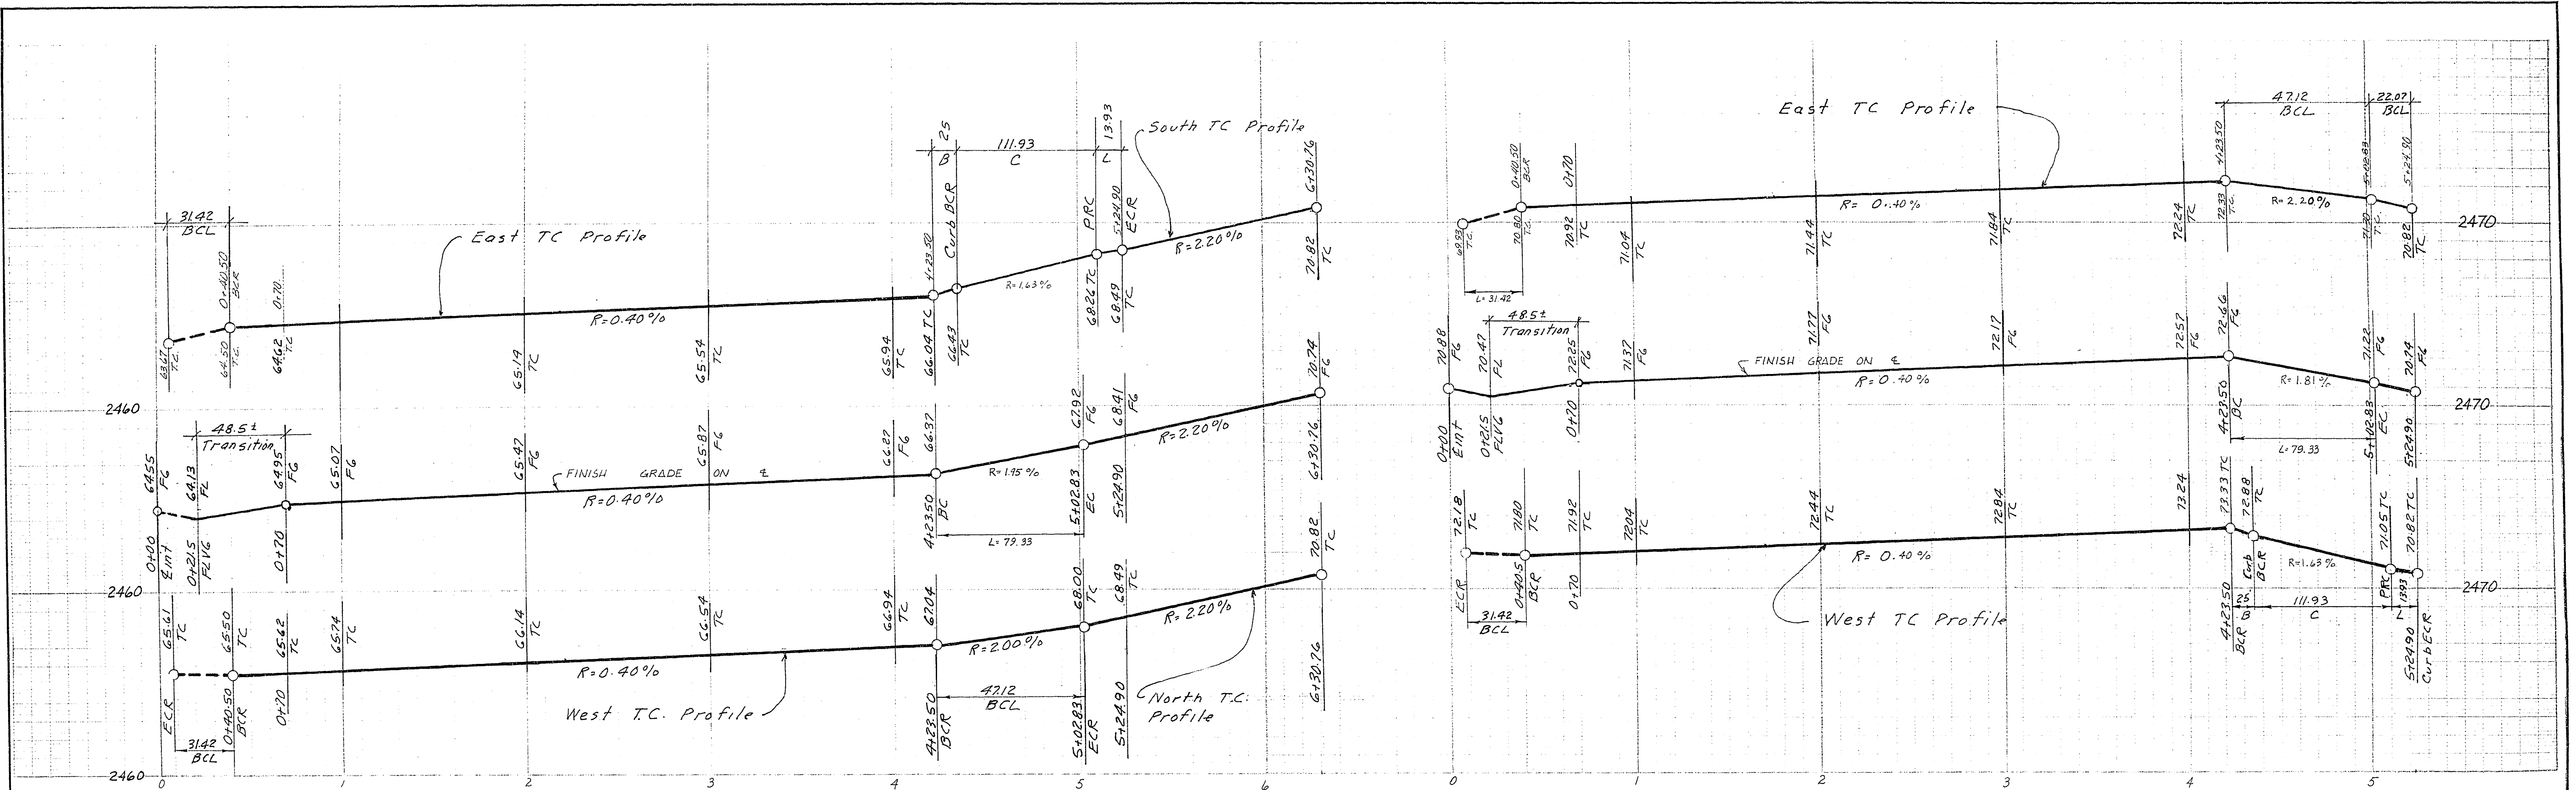 31.42
BCL
0+40.50
BCR
0+70
63.67
T.C.
64.50
T.C.
64.62
T.C.
East TC Profile
R=0.40%
65.14
TC
65.54
TC
65.94
TC
66.04 TC
4+23.50
25
B
Curb BCR
66.43
TC
111.93
C
R=1.63%
PRC
68.26 TC
13.93
L
5+24.90
ECR
68.49
TC
South TC Profile
R=2.20%
6+30.76
70.82
TC
2460
48.5±
Transition
64.55
FG
64.13
FL
64.95
FG
65.07
FG
65.47
FG
65.87
FG
66.27
FG
66.37
67.92
FG
68.41
FG
70.74
FG
FINISH GRADE ON ℄
R=0.40%
R=1.95%
R=2.20%
0+00
℄int
0+21.5
FLVG
0+70
4+23.50
BC
L=79.33
5+02.83
EC
5+24.90
6+30.76
2460
65.61
TC
65.50
TC
65.62
TC
65.74
TC
66.14
TC
66.54
TC
66.94
TC
67.04
68.00
TC
68.49
TC
70.82
TC
R=0.40%
R=2.00%
R=2.20%
ECR
0+40.50
BCR
0+70
31.42
BCL
West T.C. Profile
4+23.50
BCR
47.12
BCL
5+02.83
ECR
5+24.90
North T.C.
Profile
6+30.76
2460
0 1 2 3 4 5 6
East TC Profile
47.12
BCL
22.07
BCL
0+40.50
BCR
0+70
4+23.50
5+02.83
5+24.90
69.93
T.C.
70.80
T.C.
70.92
TC
71.04
TC
71.44
TC
71.84
TC
72.24
TC
72.33
T.C.
T.C.
70.82
TC
R= 0.40%
R=2.20%
L= 31.42
2470
48.5±
Transition
70.88
FG
70.47
FL
72.25
FG
71.37
FG
71.77
FG
72.17
FG
72.57
FG
72.66
FG
71.22
FG
70.74
FG
FINISH GRADE ON ℄
R= 0.40%
R=1.81%
0+00
℄int
0+21.5
FLVG
0+70
4+23.50
BC
L=79.33
5+02.83
EC
5+24.90
2470
72.18
TC
71.80
TC
71.92
TC
72.04
TC
72.44
TC
72.84
TC
73.24
73.33 TC
72.88
TC
71.05 TC
70.82 TC
R= 0.40%
R=1.63%
ECR
0+40.5
BCR
0+70
31.42
BCL
West TC Profile
4+23.50
BCR
25
B
Curb
BCR
111.93
C
PRC
13.93
L
5+24.90
Curb ECR
2470
0 1 2 3 4 5